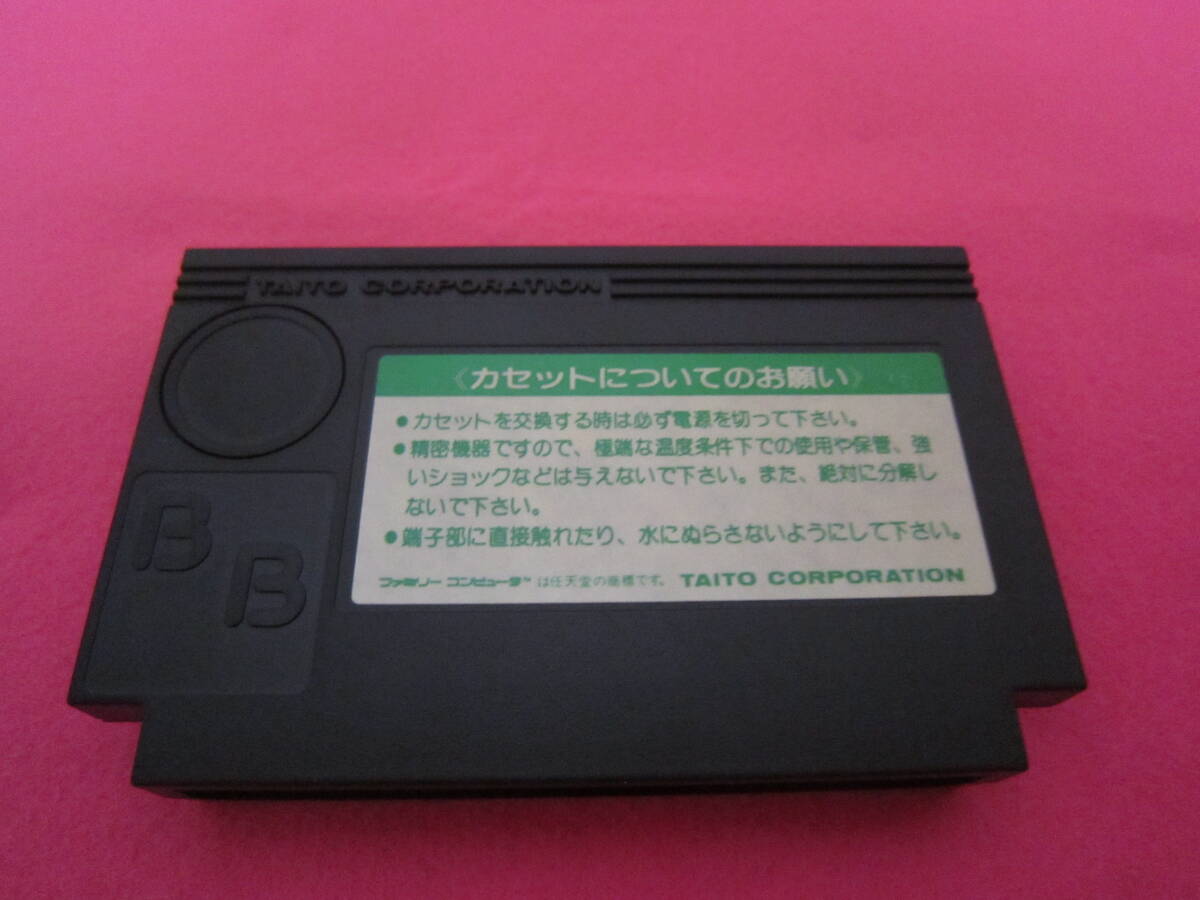 TAITO CORPORATION
《カセットについてのお願い》
●カセットを交換する時は必ず電源を切って下さい。
●精密機器ですので、極端な温度条件下での使用や保管、強
いショックなどは与えないで下さい。また、絶対に分解し
ないで下さい。
●端子部に直接触れたり、水にぬらさないようにして下さい。
ファミリー コンピュータ™ は任天堂の商標です。 TAITO CORPORATION
B
B